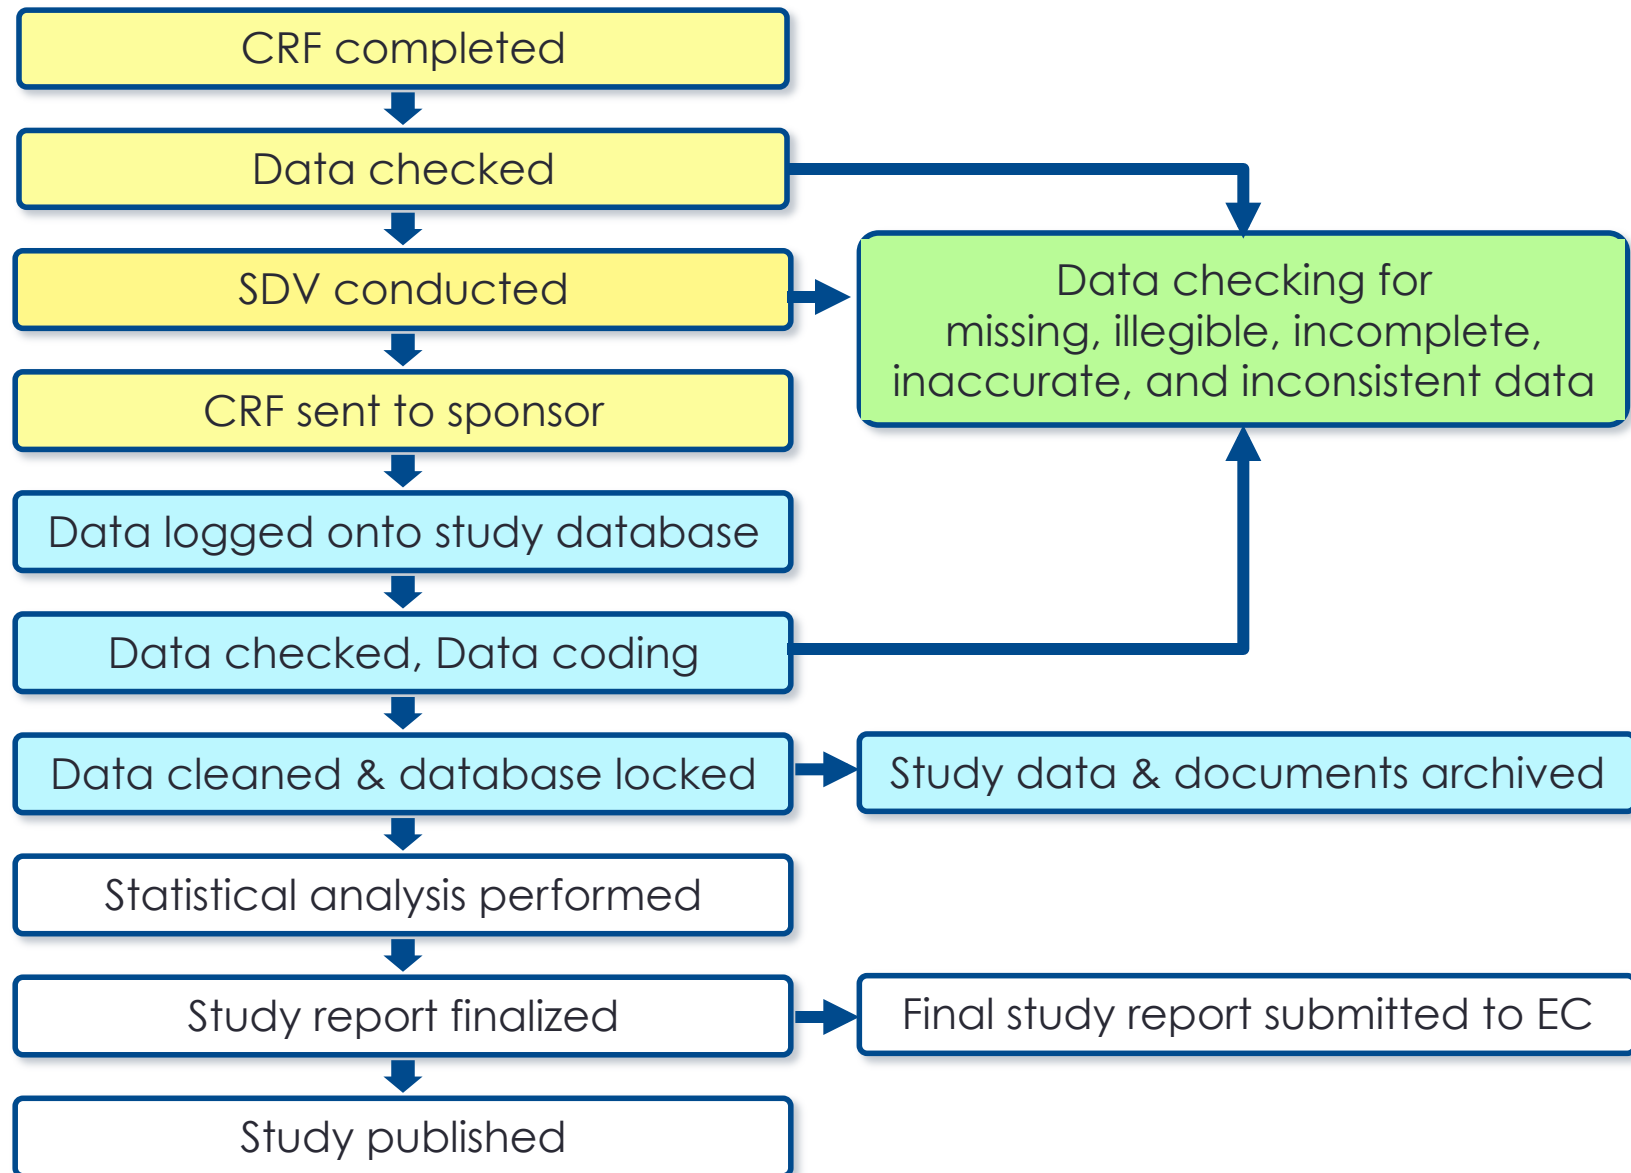 CRF completed
Data checked
SDV conducted
Data checking for
missing, illegible, incomplete,
inaccurate, and inconsistent data
CRF sent to sponsor
Data logged onto study database
Data checked, Data coding
Data cleaned & database locked
Study data & documents archived
Statistical analysis performed
Study report finalized
Final study report submitted to EC
Study published